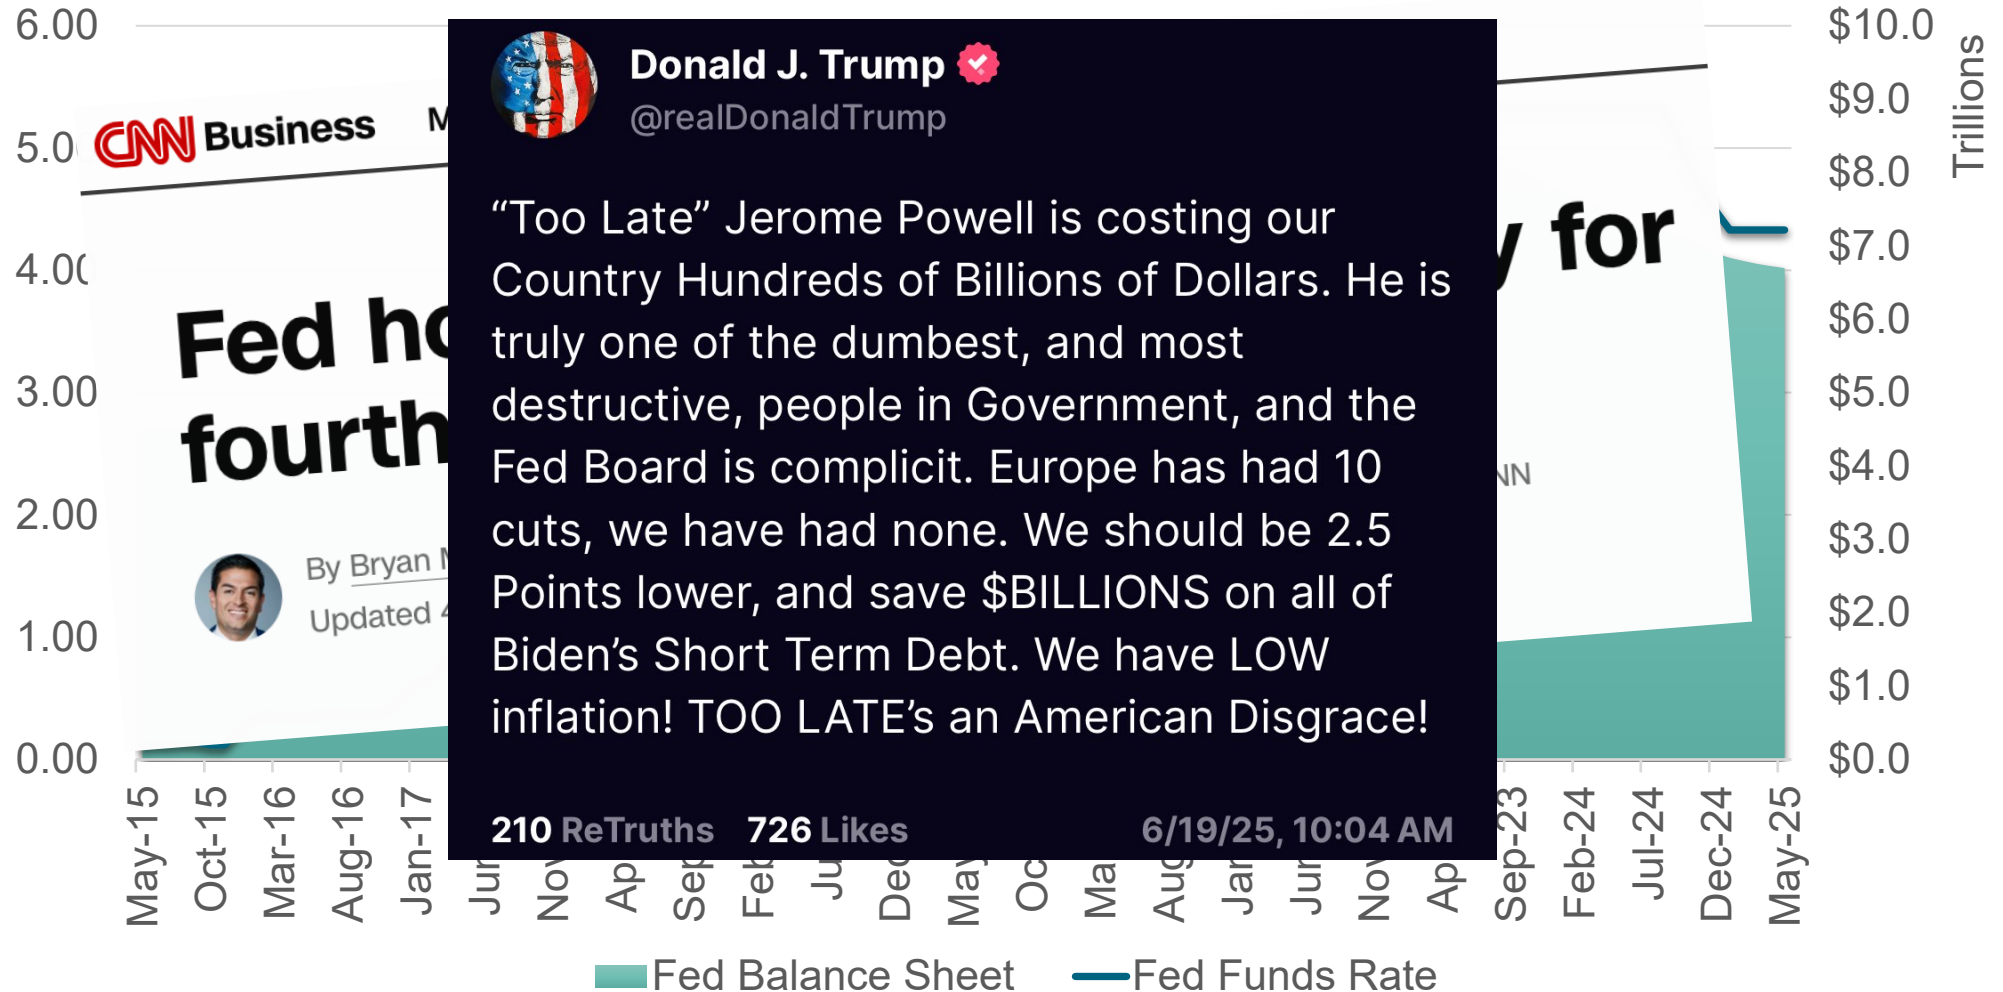 6.00
5.0
4.00
3.00
2.00
1.00
0.00
$10.0
$9.0
$8.0
$7.0
$6.0
$5.0
$4.0
$3.0
$2.0
$1.0
$0.0
Trillions
CNN Business
Fed
fourth
for
By Bryan
Updated
Donald J. Trump
@realDonaldTrump
“Too Late” Jerome Powell is costing our
Country Hundreds of Billions of Dollars. He is
truly one of the dumbest, and most
destructive, people in Government, and the
Fed Board is complicit. Europe has had 10
cuts, we have had none. We should be 2.5
Points lower, and save $BILLIONS on all of
Biden’s Short Term Debt. We have LOW
inflation! TOO LATE’s an American Disgrace!
210 ReTruths 726 Likes 6/19/25, 10:04 AM
May-15
Oct-15
Mar-16
Aug-16
Jan-17
Sep-23
Feb-24
Jul-24
Dec-24
May-25
Fed Balance Sheet
Fed Funds Rate